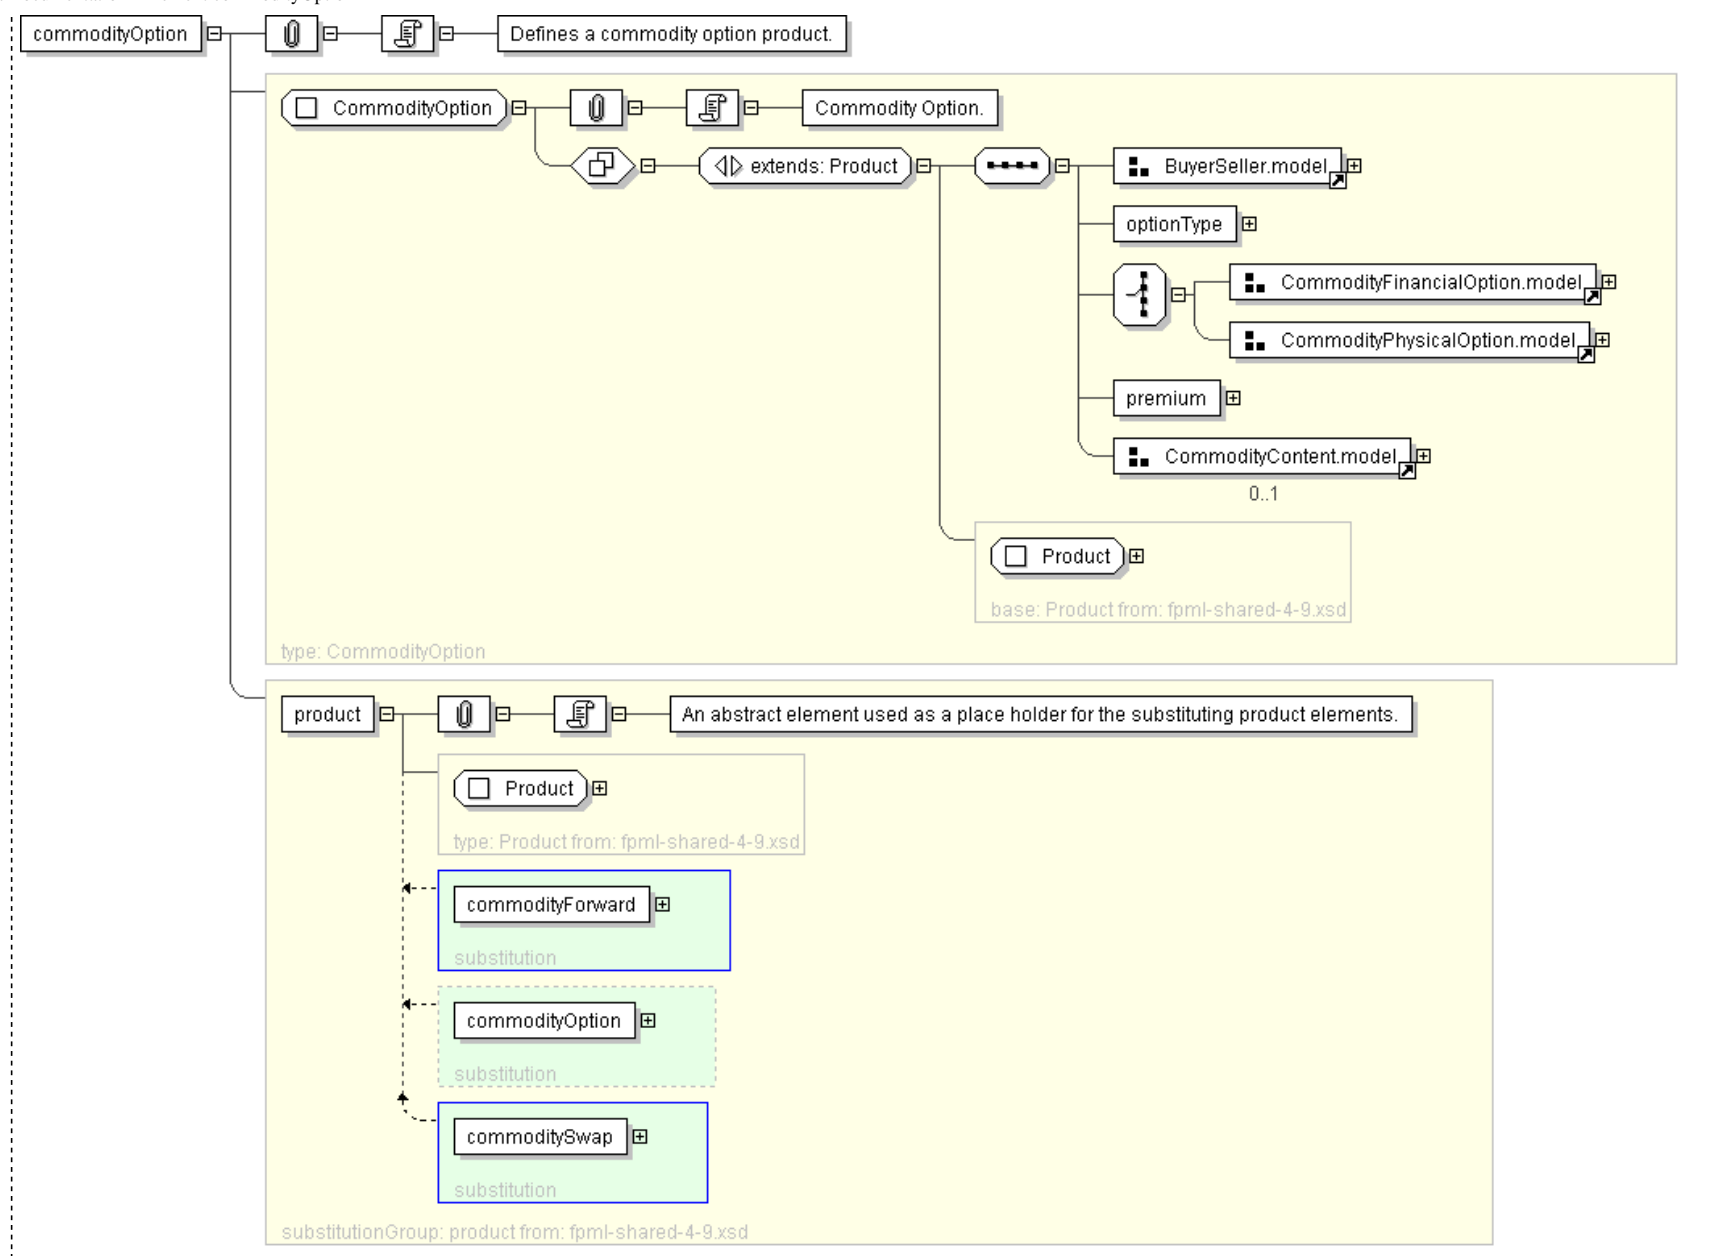 commodityOption
Defines a commodity option product.
CommodityOption
Commodity Option.
extends: Product
BuyerSeller.model
optionType
CommodityFinancialOption.model
CommodityPhysicalOption.model
premium
CommodityContent.model
0..1
Product
base: Product from: fpml-shared-4-9.xsd
type: CommodityOption
product
An abstract element used as a place holder for the substituting product elements.
Product
type: Product from: fpml-shared-4-9.xsd
commodityForward
substitution
commodityOption
substitution
commoditySwap
substitution
substitutionGroup: product from: fpml-shared-4-9.xsd